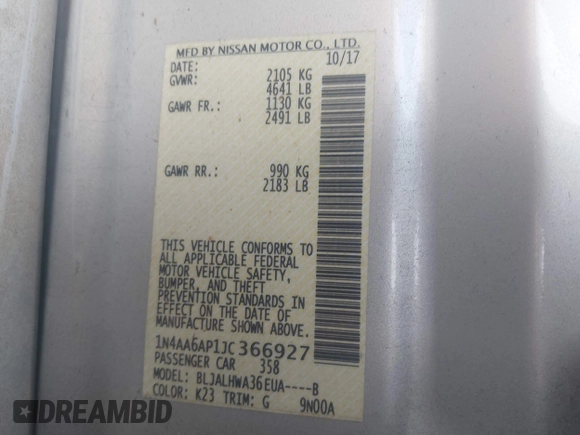 MFD BY NISSAN MOTOR CO., LTD.
DATE: 10/17
GVWR: 2105 KG
4641 LB
GAWR FR.: 1130 KG
2491 LB
GAWR RR.: 990 KG
2183 LB
THIS VEHICLE CONFORMS TO
ALL APPLICABLE FEDERAL
MOTOR VEHICLE SAFETY,
BUMPER, AND THEFT
PREVENTION STANDARDS IN
EFFECT ON THE DATE OF
MANUFACTURE SHOWN ABOVE.
1N4AA6AP1JC366927
PASSENGER CAR 358
MODEL: BLJALHWA36EUA----B
COLOR: K23 TRIM: G 9N00A
DREAMBID